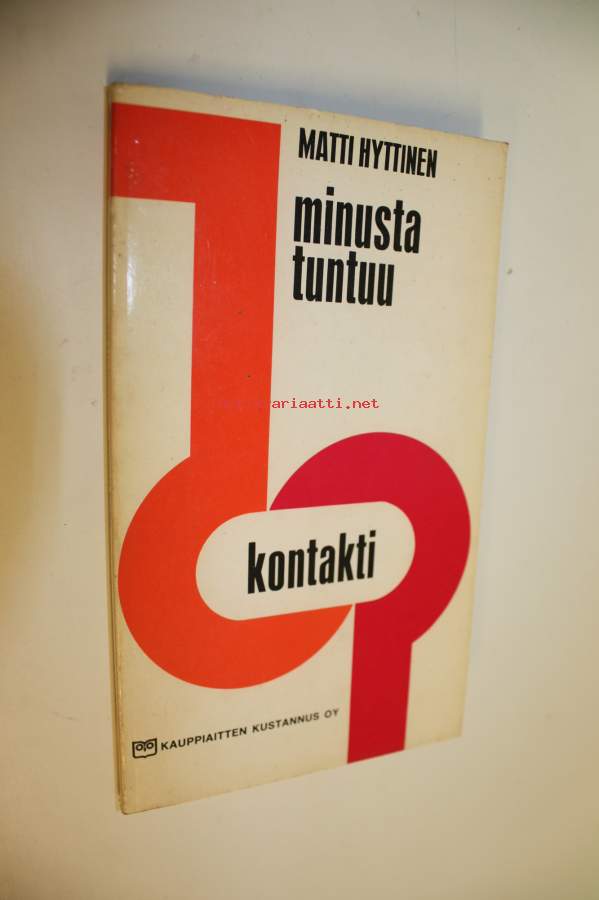 MATTI HYTTINEN
minusta
tuntuu
kontakti
KAUPPIAITTEN KUSTANNUS OY